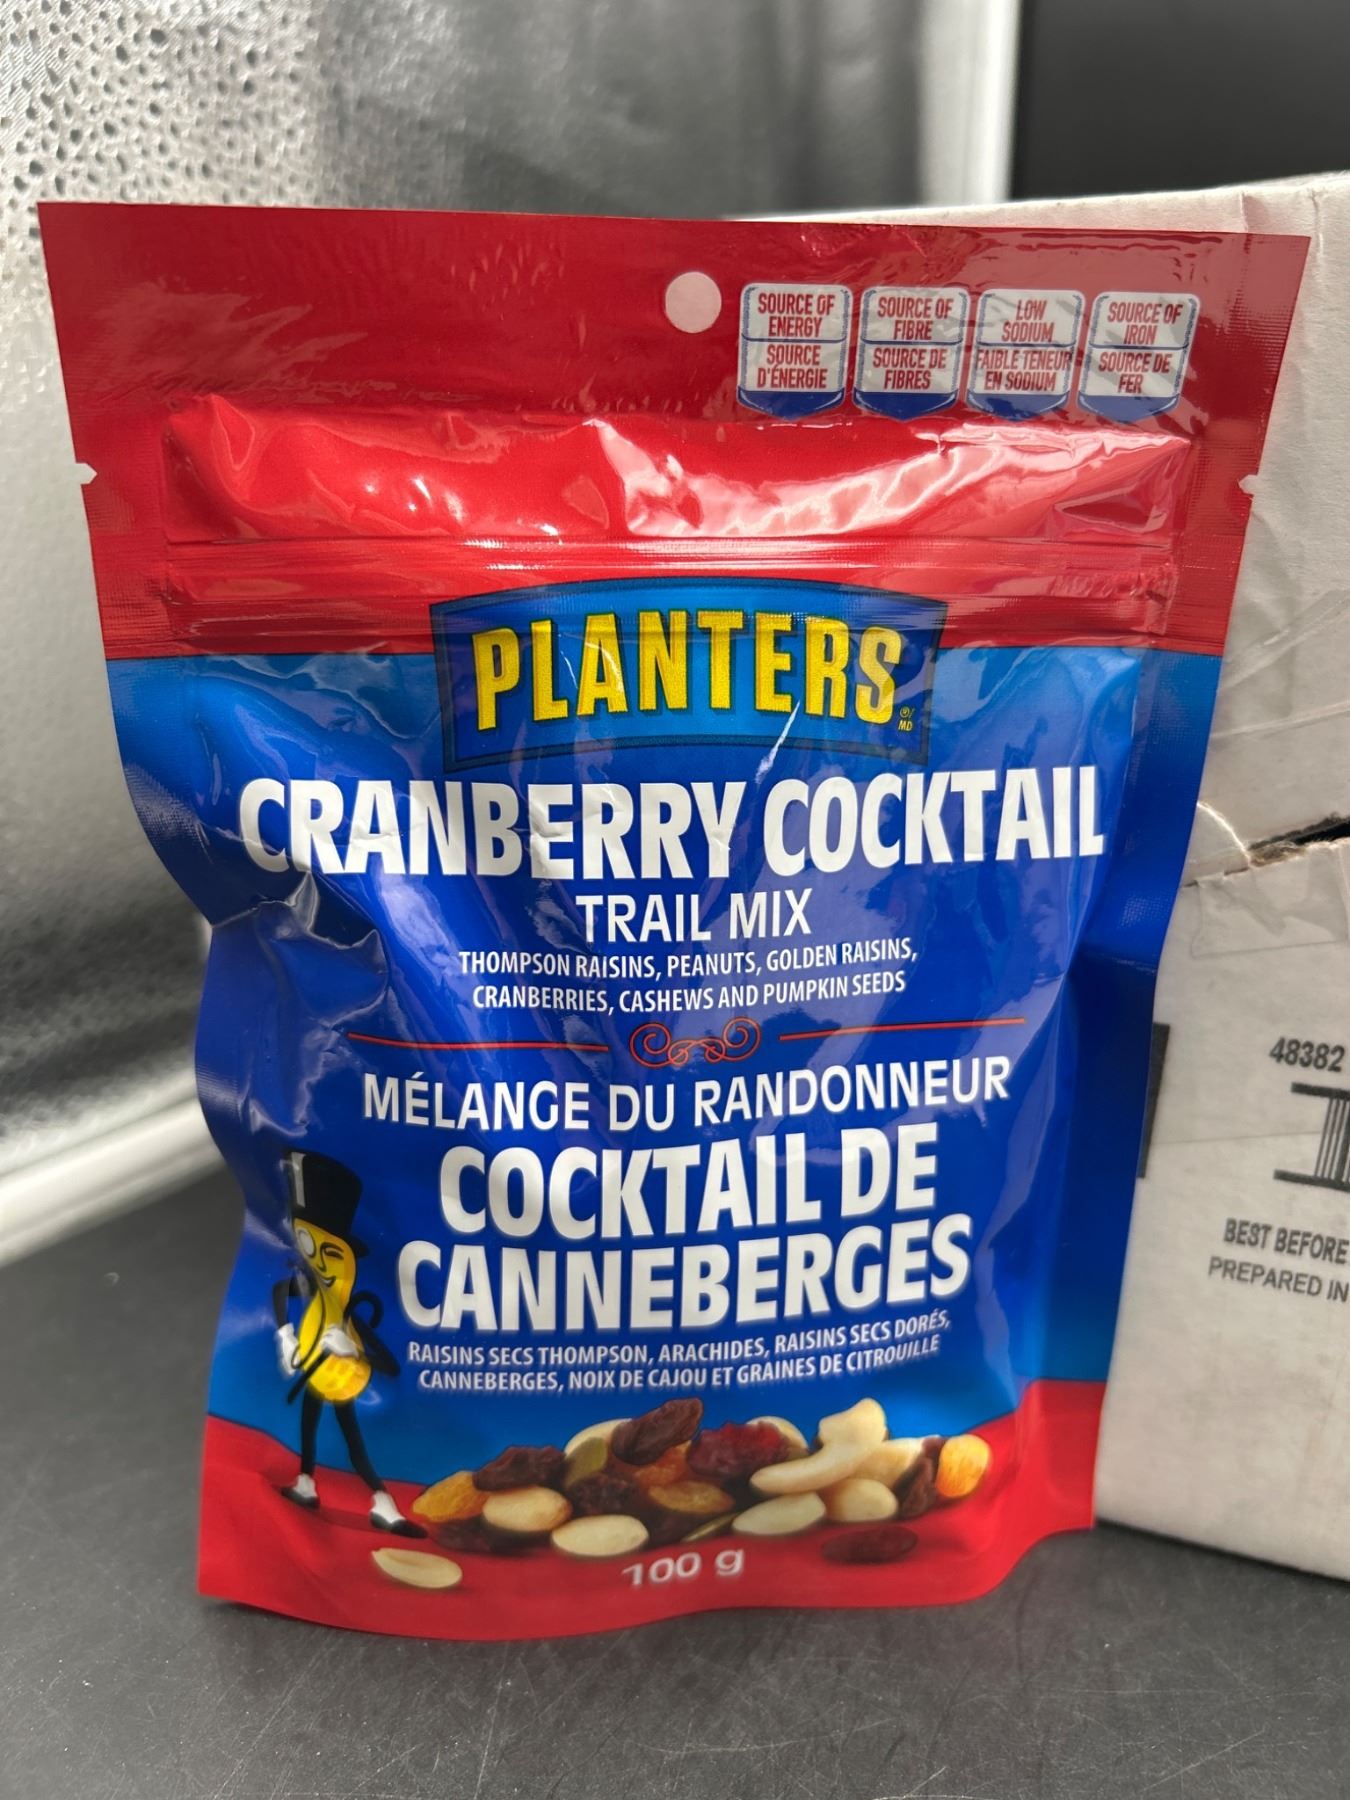 SOURCE OF
ENERGY
SOURCE
D'ÉNERGIE
SOURCE OF
FIBRE
SOURCE DE
FIBRES
LOW
SODIUM
FAIBLE TENEUR
EN SODIUM
SOURCE OF
IRON
SOURCE DE
FER
PLANTERS ®/
MD
CRANBERRY COCKTAIL
TRAIL MIX
THOMPSON RAISINS, PEANUTS, GOLDEN RAISINS,
CRANBERRIES, CASHEWS AND PUMPKIN SEEDS
MÉLANGE DU RANDONNEUR
COCKTAIL DE
CANNEBERGES
RAISINS SECS THOMPSON, ARACHIDES, RAISINS SECS DORÉS,
CANNEBERGES, NOIX DE CAJOU ET GRAINES DE CITROUILLE
100 g
48382
BEST BEFORE
PREPARED IN